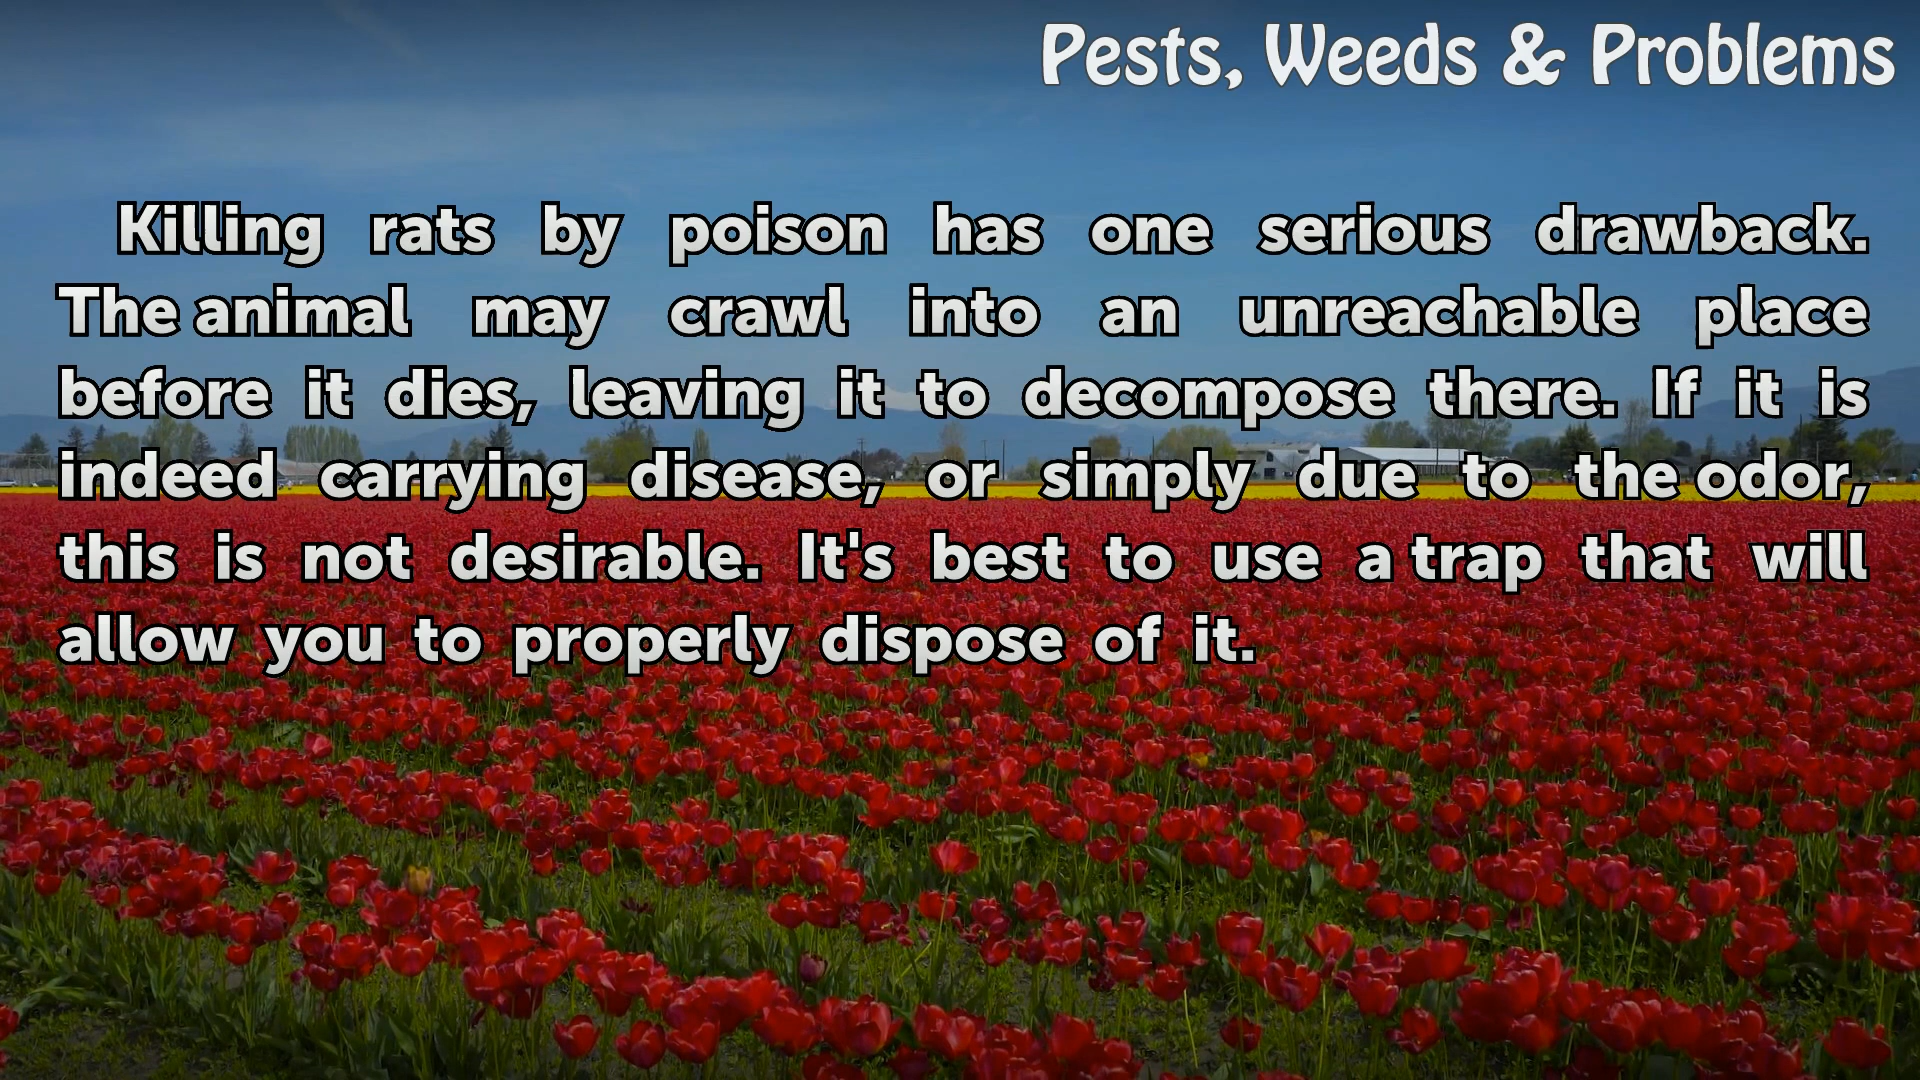 Pests, Weeds & Problems
Killing rats by poison has one serious drawback.
The animal may crawl into an unreachable place
before it dies, leaving it to decompose there. If it is
indeed carrying disease, or simply due to the odor,
this is not desirable. It's best to use a trap that will
allow you to properly dispose of it.